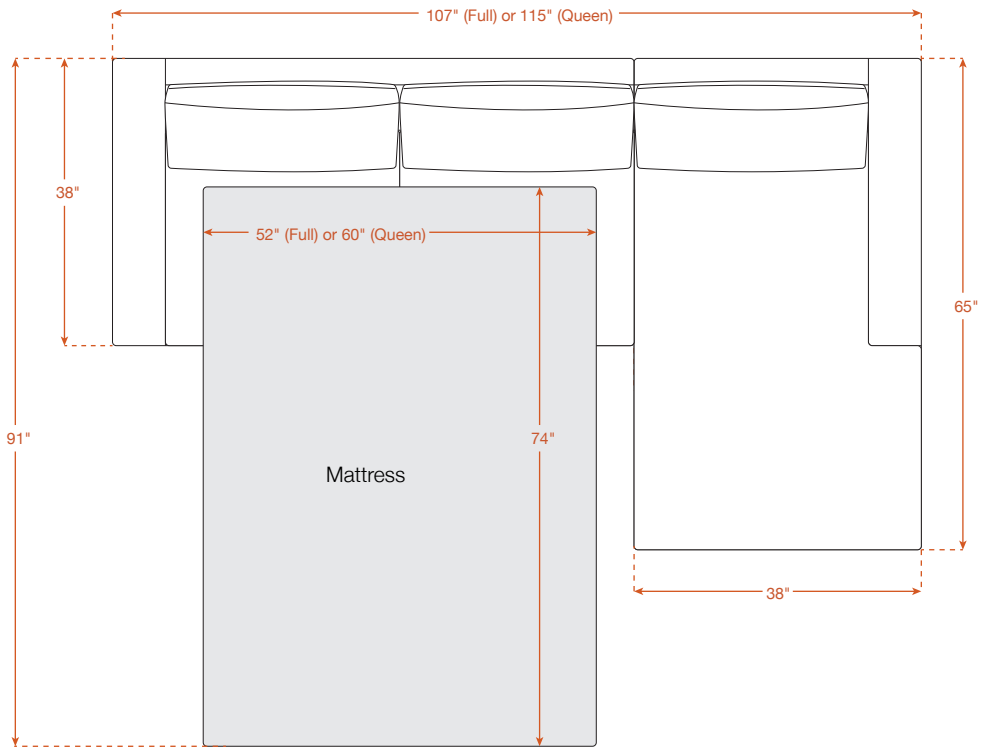 107" (Full) or 115" (Queen)
38"
52" (Full) or 60" (Queen)
65"
91"
74"
Mattress
38"